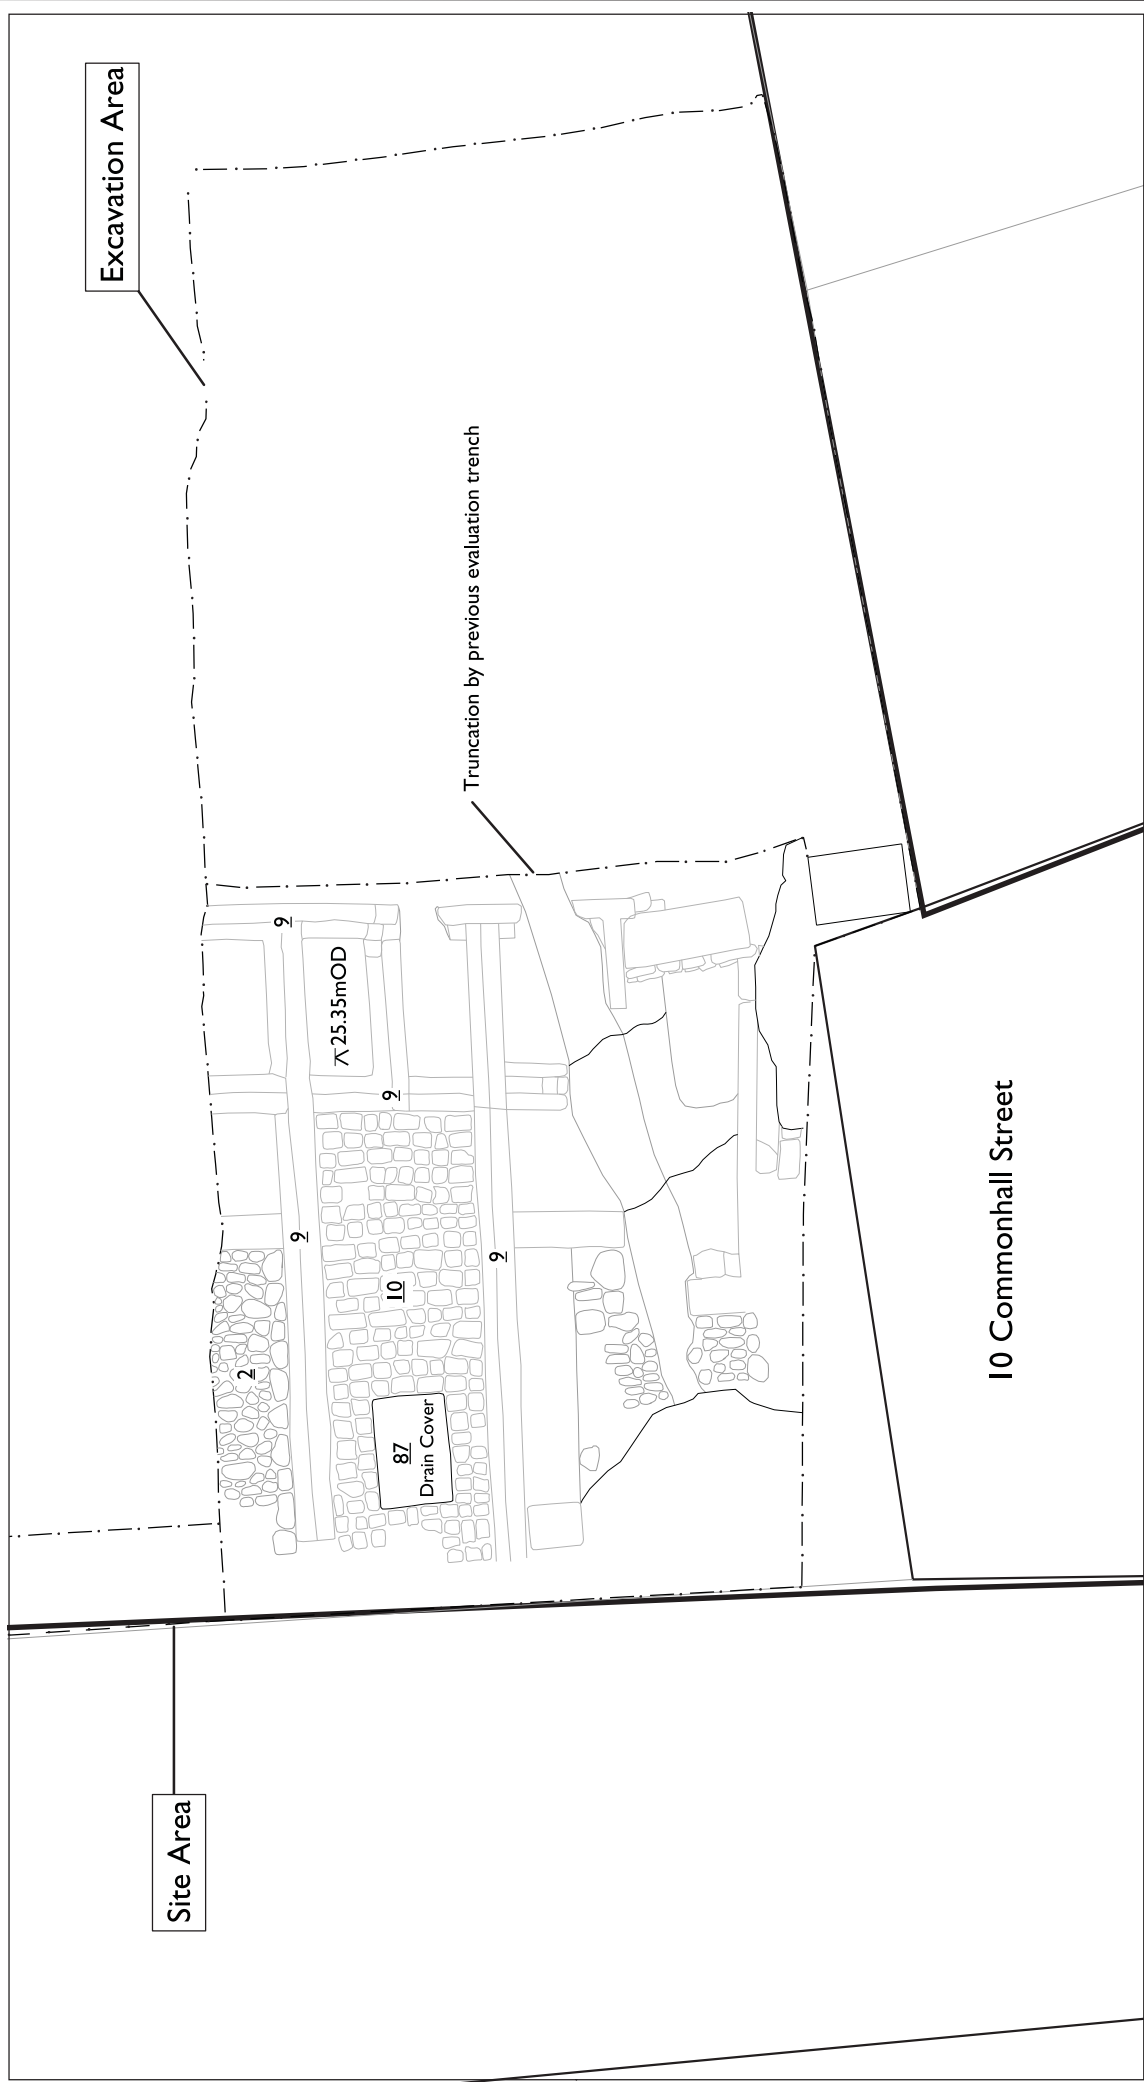 Site Area
Excavation Area
2
9
9
25.35mOD
9
87
Drain Cover
10
9
Truncation by previous evaluation trench
10 Commonhall Street